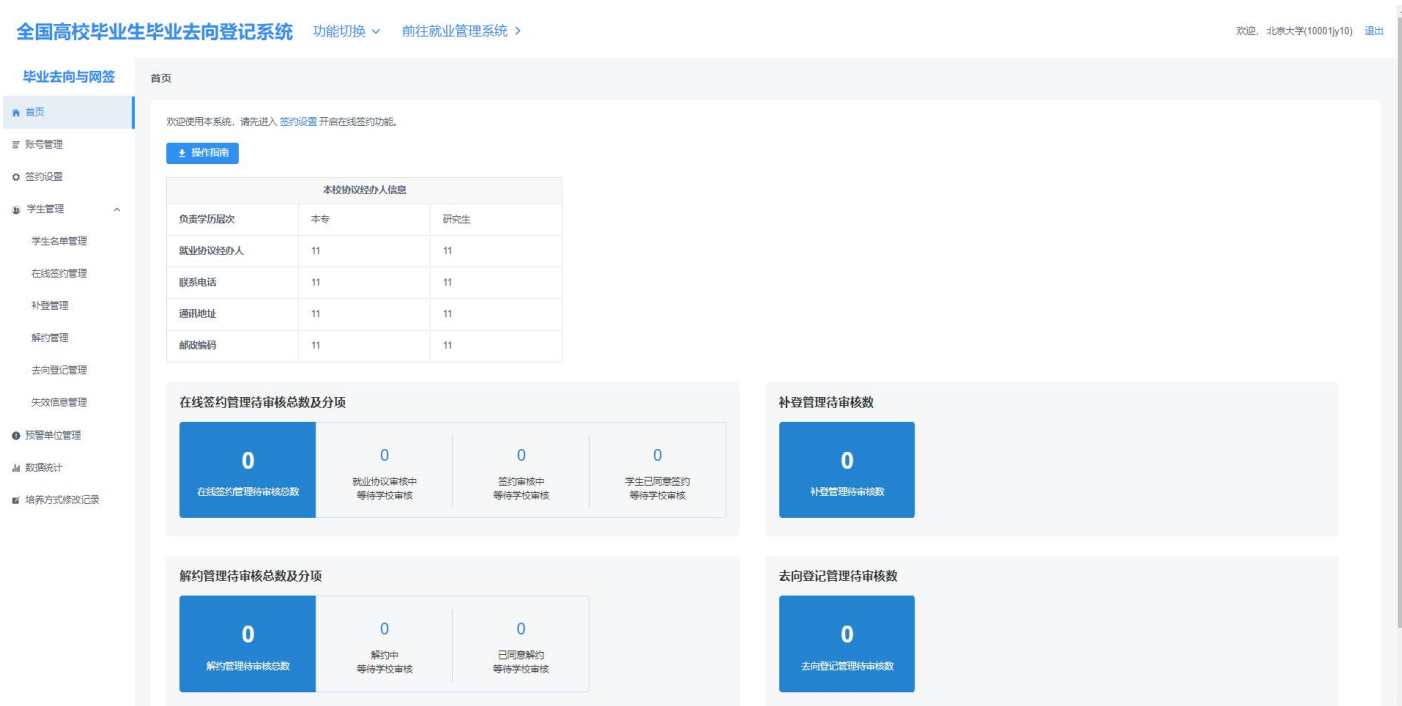 全国高校毕业生毕业去向登记系统 功能切换 前往就业管理系统 > 欢迎, 北京大学(10001jy10) 退出
毕业去向与网签
首页
账号管理
签约设置
学生管理
学生名单管理
在线签约管理
补登管理
解约管理
去向登记管理
失效信息管理
预警单位管理
数据统计
培养方式修改记录
首页
欢迎使用本系统, 请先进入 签约设置 开启在线签约功能。
操作指南
本校协议经办人信息
负责学历层次 本专 研究生
就业协议经办人 11 11
联系电话 11 11
通讯地址 11 11
邮政编码 11 11
在线签约管理待审核总数及分项
0
在线签约管理待审核总数
0
就业协议审核中
等待学校审核
0
签约审核中
等待学校审核
0
学生已同意签约
等待学校审核
补登管理待审核数
0
补登管理待审核数
解约管理待审核总数及分项
0
解约管理待审核总数
0
解约中
等待学校审核
0
已同意解约
等待学校审核
去向登记管理待审核数
0
去向登记管理待审核数